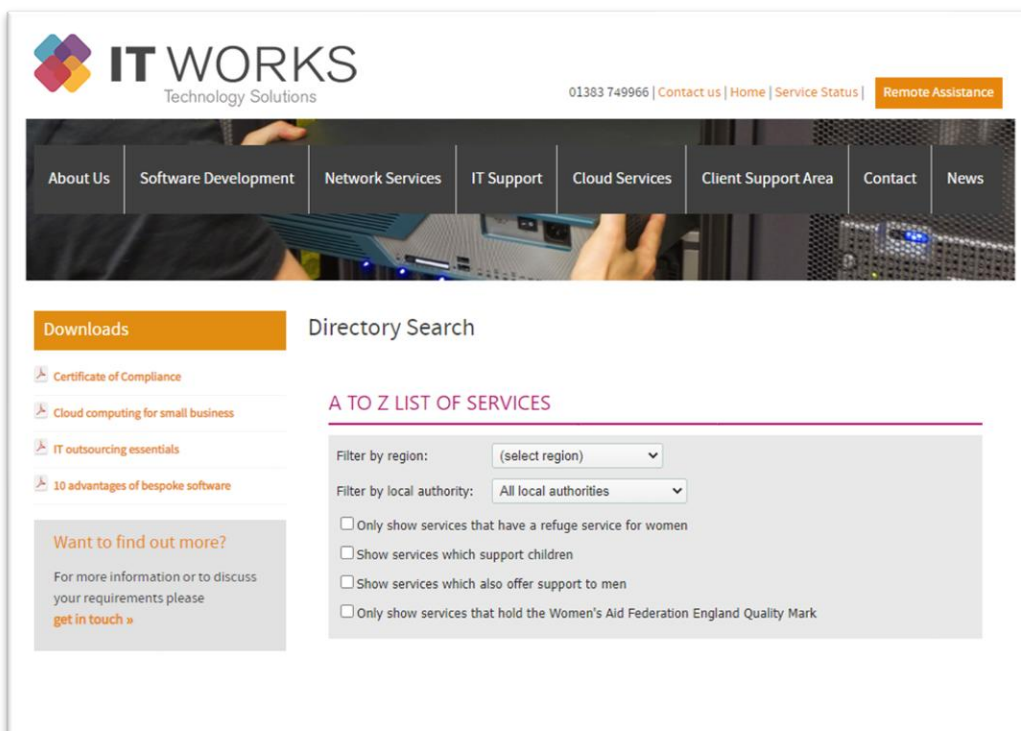 IT WORKS
Technology Solutions
01383 749966 | Contact us | Home | Service Status | Remote Assistance
About Us Software Development Network Services IT Support Cloud Services Client Support Area Contact News
Downloads
Certificate of Compliance
Cloud computing for small business
IT outsourcing essentials
10 advantages of bespoke software
Want to find out more?
For more information or to discuss
your requirements please
get in touch »
Directory Search
A TO Z LIST OF SERVICES
Filter by region: (select region)
Filter by local authority: All local authorities
Only show services that have a refuge service for women
Show services which support children
Show services which also offer support to men
Only show services that hold the Women's Aid Federation England Quality Mark